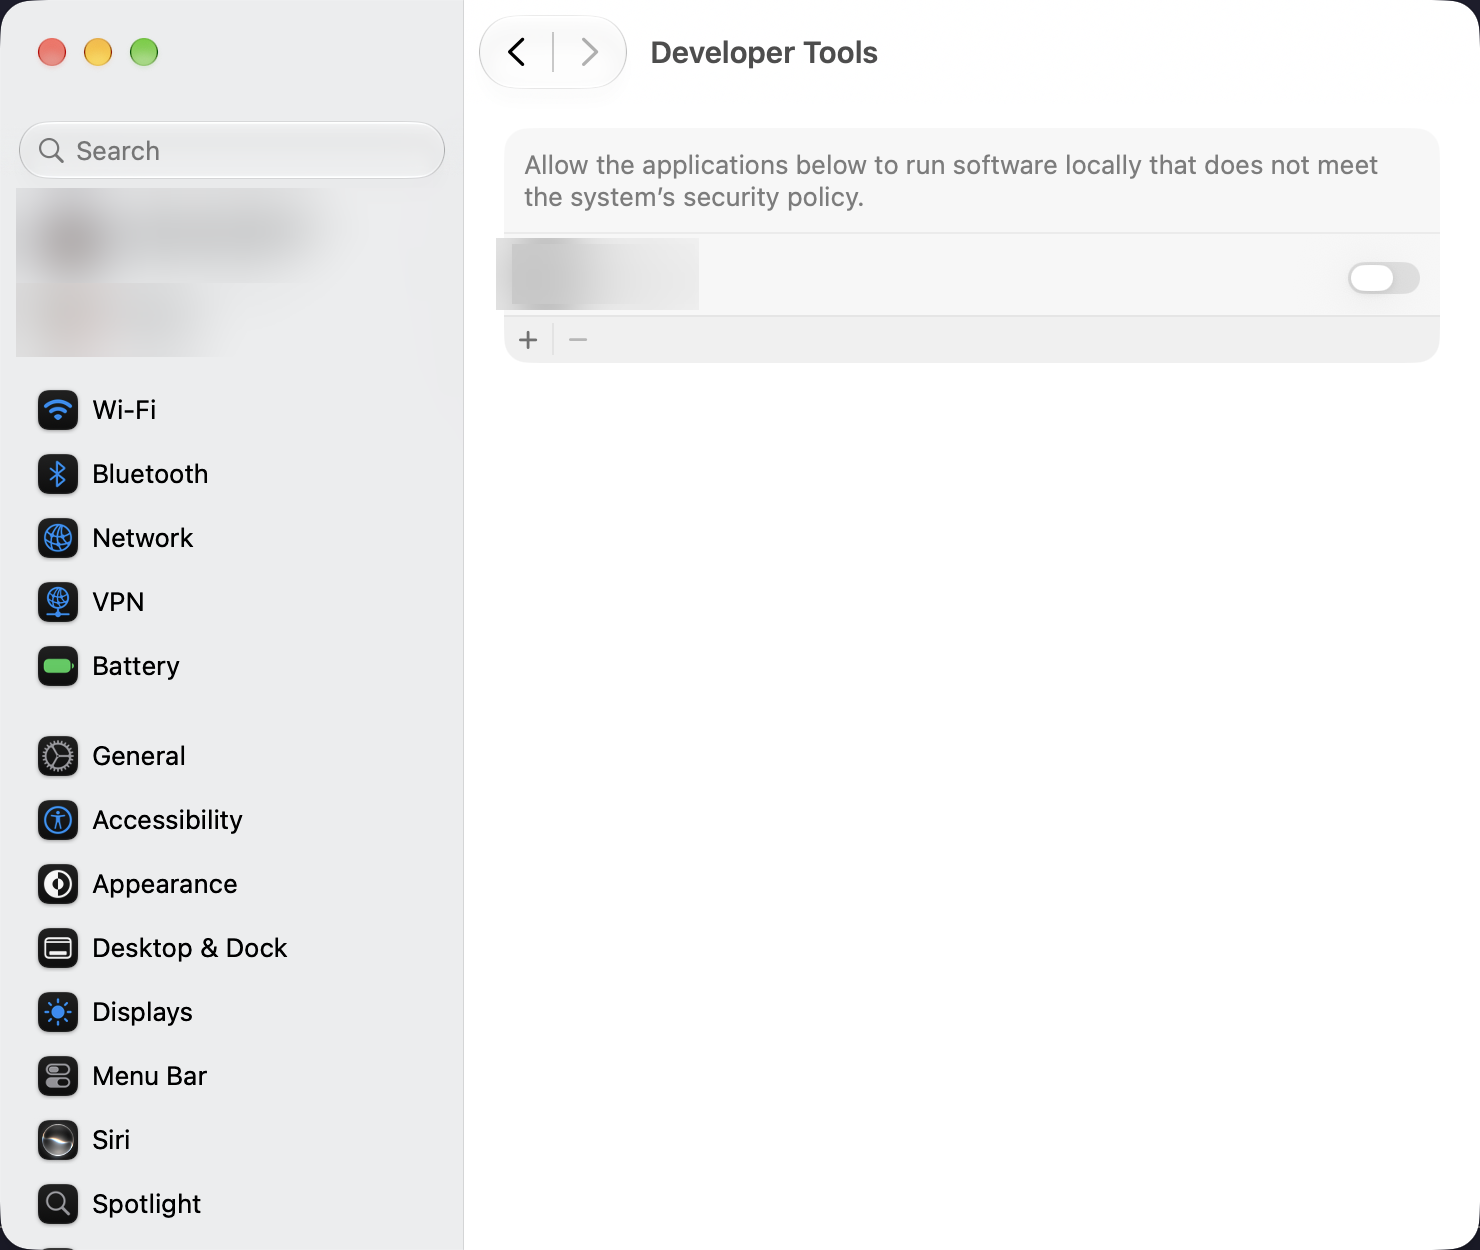 Search
Wi-Fi
Bluetooth
Network
VPN
Battery
General
Accessibility
Appearance
Desktop & Dock
Displays
Menu Bar
Siri
Spotlight
Developer Tools
Allow the applications below to run software locally that does not meet
the system’s security policy.